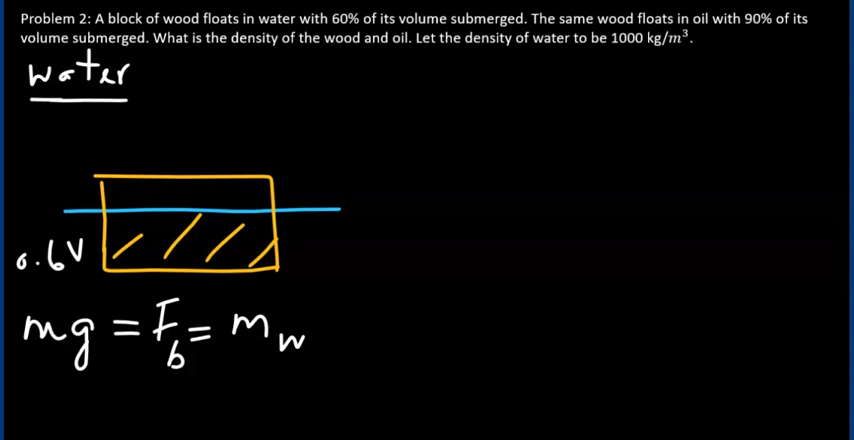 Problem 2: A block of wood floats in water with 60% of its volume submerged. The same wood floats in oil with 90% of its
volume submerged. What is the density of the wood and oil. Let the density of water to be 1000 kg/m³.
water
0.6V
mg = F_b = m_w